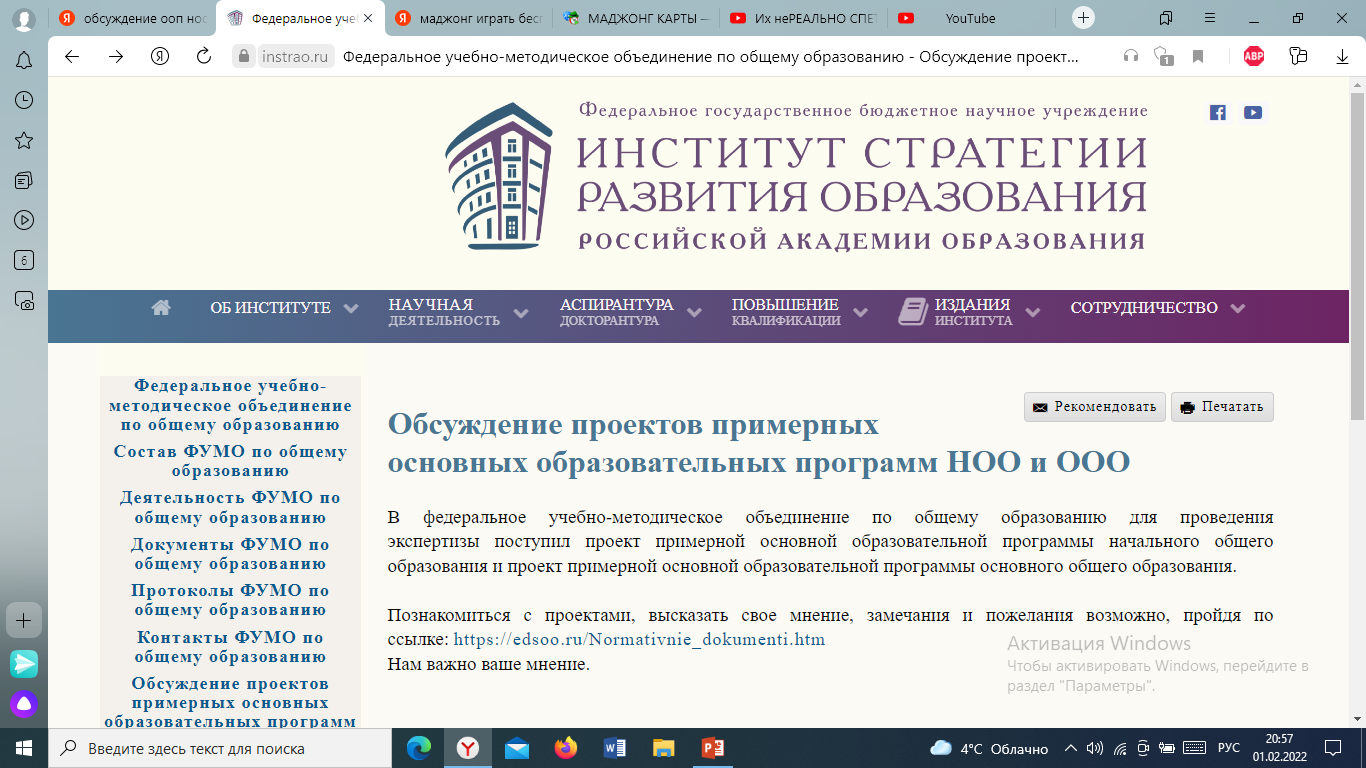 обсуждение ооп нос
Федеральное учеб
маджонг играть бесп
МАДЖОНГ КАРТЫ —
Их неРЕАЛЬНО СПЕТ
YouTube
instrao.ru
Федеральное учебно-методическое объединение по общему образованию - Обсуждение проект...
1
ABP
6
Федеральное государственное бюджетное научное учреждение
ИНСТИТУТ СТРАТЕГИИ
РАЗВИТИЯ ОБРАЗОВАНИЯ
РОССИЙСКОЙ АКАДЕМИИ ОБРАЗОВАНИЯ
ОБ ИНСТИТУТЕ
НАУЧНАЯ
ДЕЯТЕЛЬНОСТЬ
АСПИРАНТУРА
ДОКТОРАНТУРА
ПОВЫШЕНИЕ
КВАЛИФИКАЦИИ
ИЗДАНИЯ
ИНСТИТУТА
СОТРУДНИЧЕСТВО
Федеральное учебно-
методическое объединение
по общему образованию
Состав ФУМО по общему
образованию
Деятельность ФУМО по
общему образованию
Документы ФУМО по
общему образованию
Протоколы ФУМО по
общему образованию
Контакты ФУМО по
общему образованию
Обсуждение проектов
примерных основных
образовательных программ
Рекомендовать
Печатать
Обсуждение проектов примерных
основных образовательных программ НОО и ООО
В федеральное учебно-методическое объединение по общему образованию для проведения
экспертизы поступил проект примерной основной образовательной программы начального общего
образования и проект примерной основной образовательной программы основного общего образования.
Познакомиться с проектами, высказать свое мнение, замечания и пожелания возможно, пройдя по
ссылке: https://edsoo.ru/Normativnie_dokumenti.htm
Нам важно ваше мнение.
Активация Windows
Чтобы активировать Windows, перейдите в
раздел "Параметры".
Введите здесь текст для поиска
4°C Облачно
РУС
20:57
01.02.2022